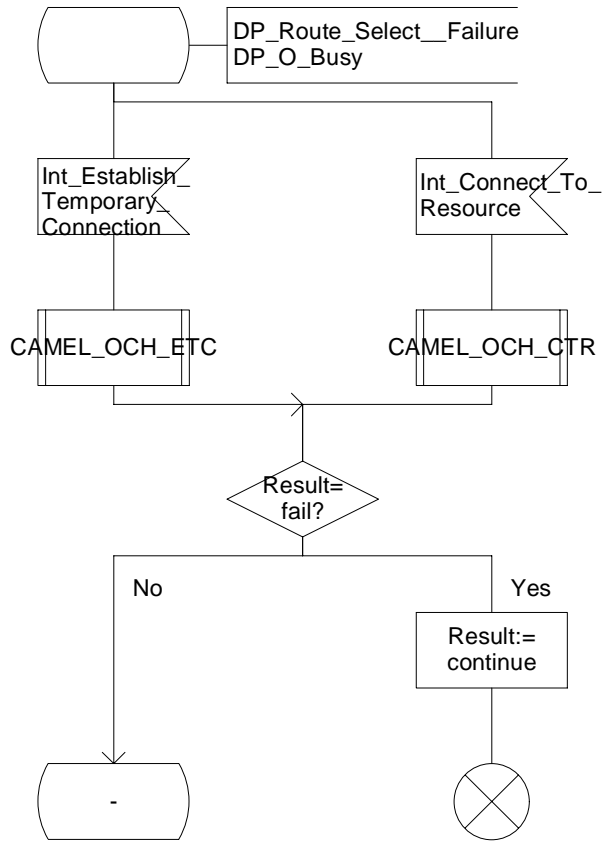 DP_Route_Select__Failure
DP_O_Busy
Int_Establish_
Temporary_
Connection
Int_Connect_To_
Resource
CAMEL_OCH_ETC
CAMEL_OCH_CTR
Result=
fail?
No
Yes
Result:=
continue
-